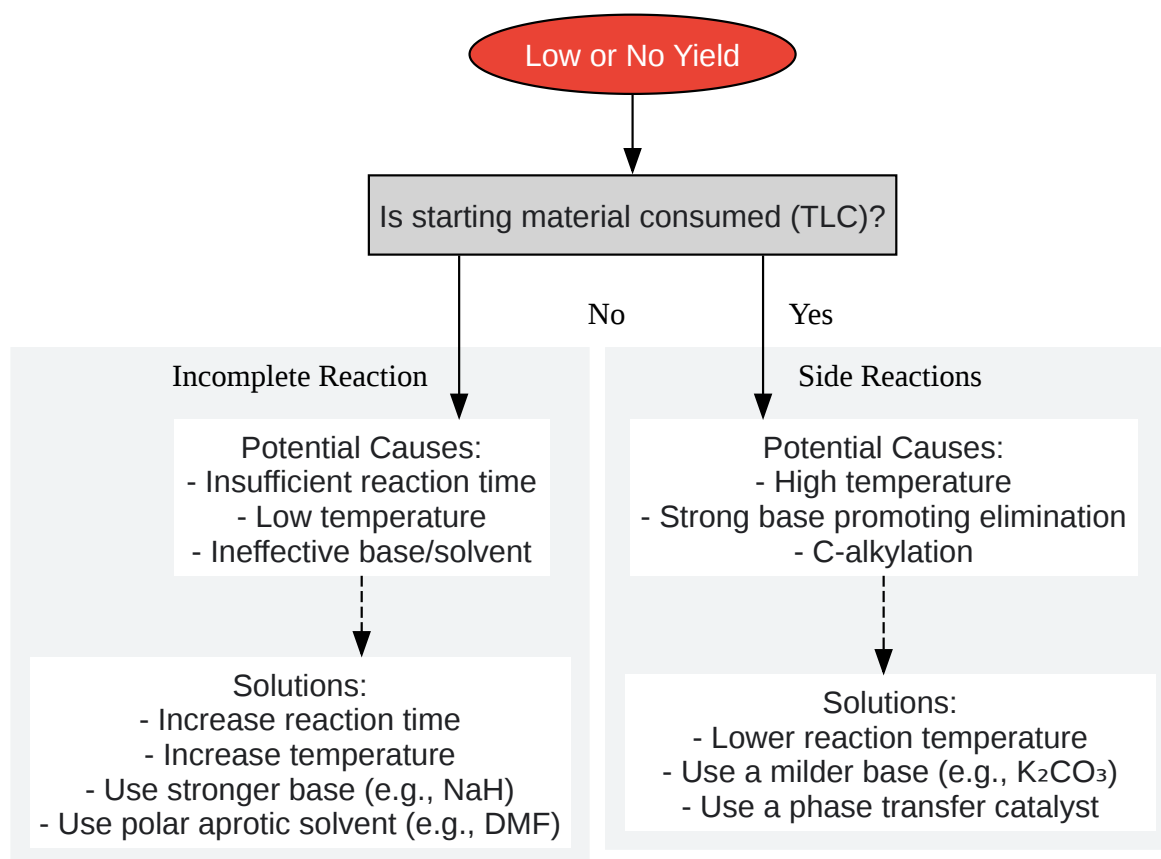 Low or No Yield
Is starting material consumed (TLC)?
No
Yes
Incomplete Reaction
Potential Causes:
- Insufficient reaction time
- Low temperature
- Ineffective base/solvent
Solutions:
- Increase reaction time
- Increase temperature
- Use stronger base (e.g., NaH)
- Use polar aprotic solvent (e.g., DMF)
Side Reactions
Potential Causes:
- High temperature
- Strong base promoting elimination
- C-alkylation
Solutions:
- Lower reaction temperature
- Use a milder base (e.g., K₂CO₃)
- Use a phase transfer catalyst